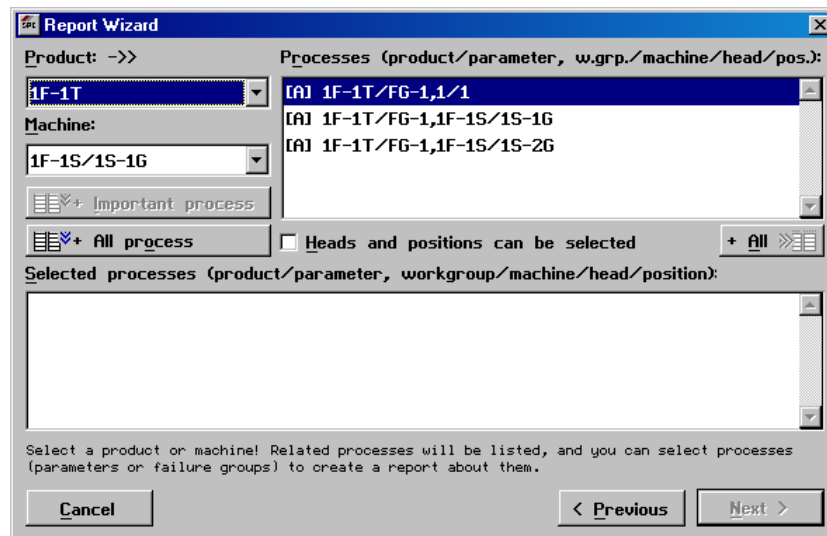 SPC Report Wizard
Product: ->>
1F-1T
Machine:
1F-1S/1S-1G
+ Important process
+ All process
Processes (product/parameter, w.grp./machine/head/pos.):
[A] 1F-1T/FG-1,1/1
[A] 1F-1T/FG-1,1F-1S/1S-1G
[A] 1F-1T/FG-1,1F-1S/1S-2G
Heads and positions can be selected
+ All
Selected processes (product/parameter, workgroup/machine/head/position):
Select a product or machine! Related processes will be listed, and you can select processes
(parameters or failure groups) to create a report about them.
Cancel
< Previous
Next >